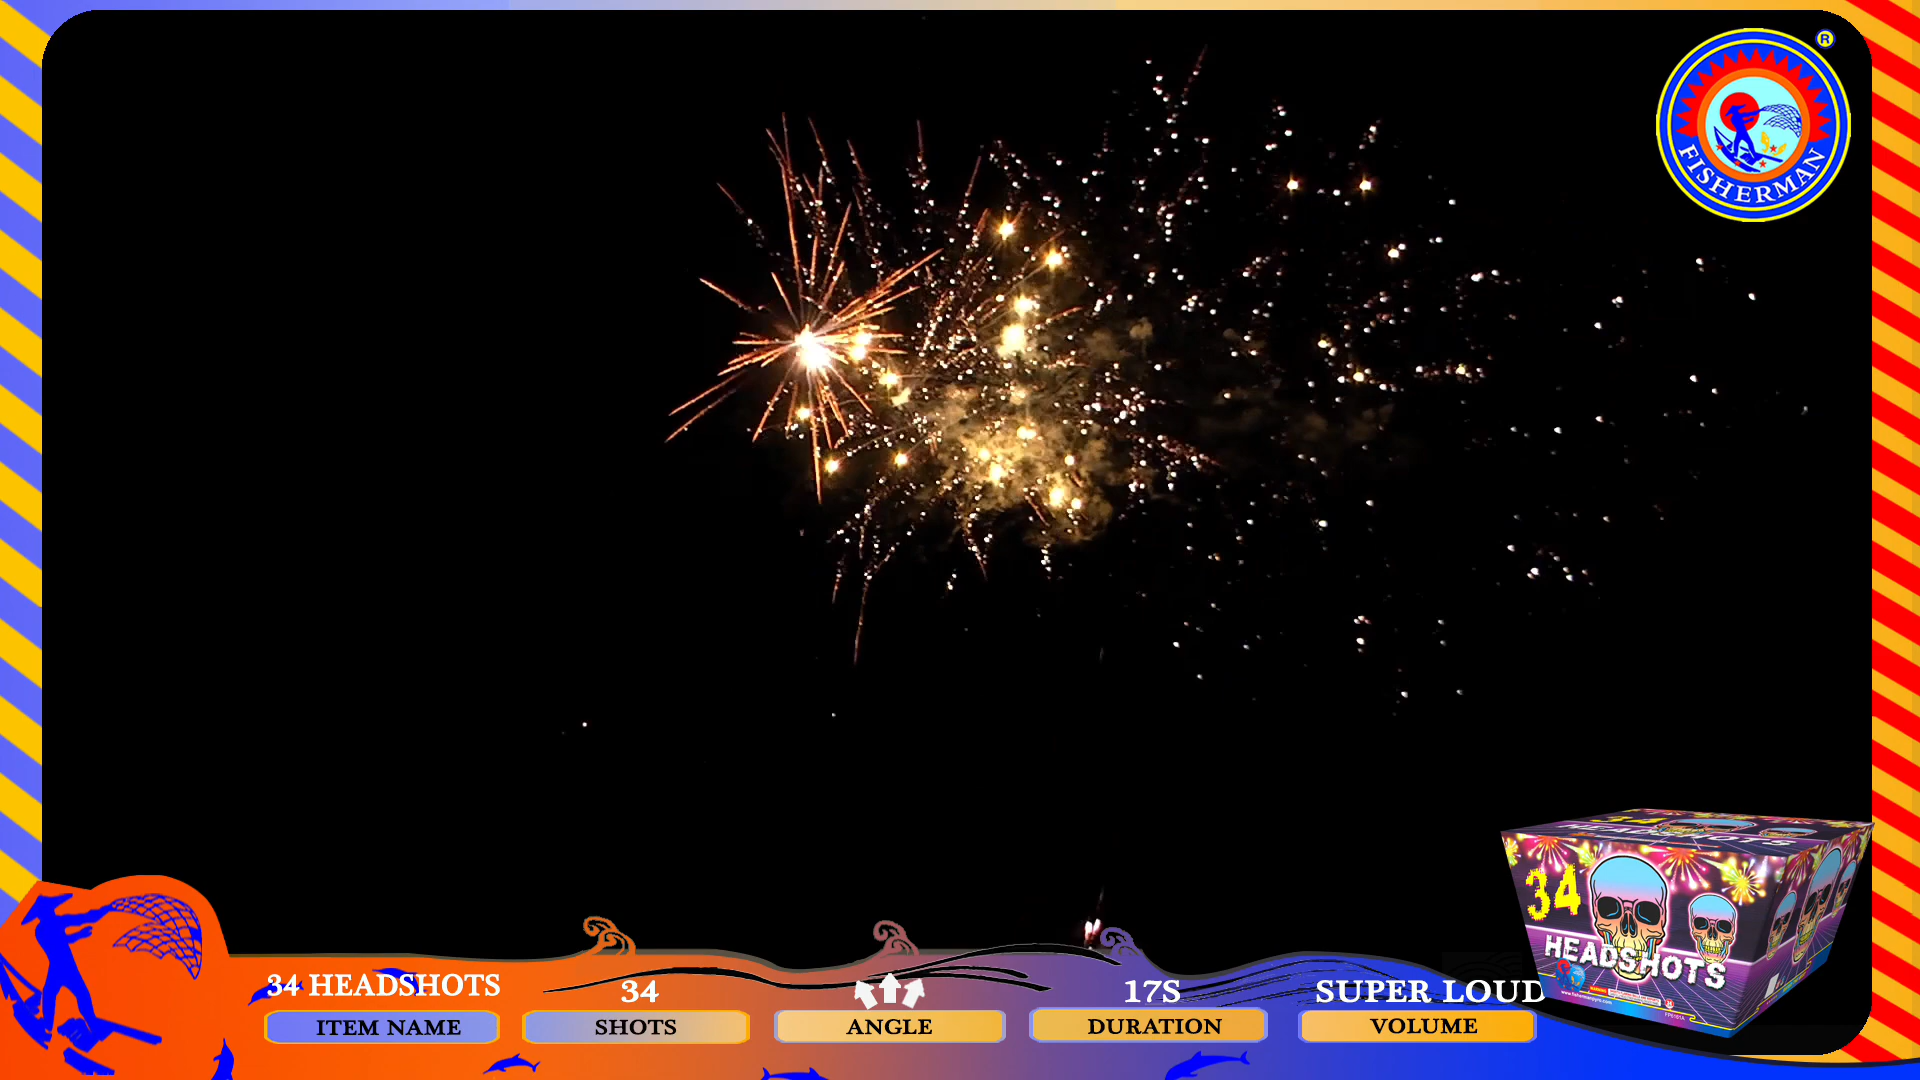 ®
FISHERMAN
34
HEADSHOTS
34 HEADSHOTS
34
17S
SUPER LOUD
ITEM NAME
SHOTS
ANGLE
DURATION
VOLUME